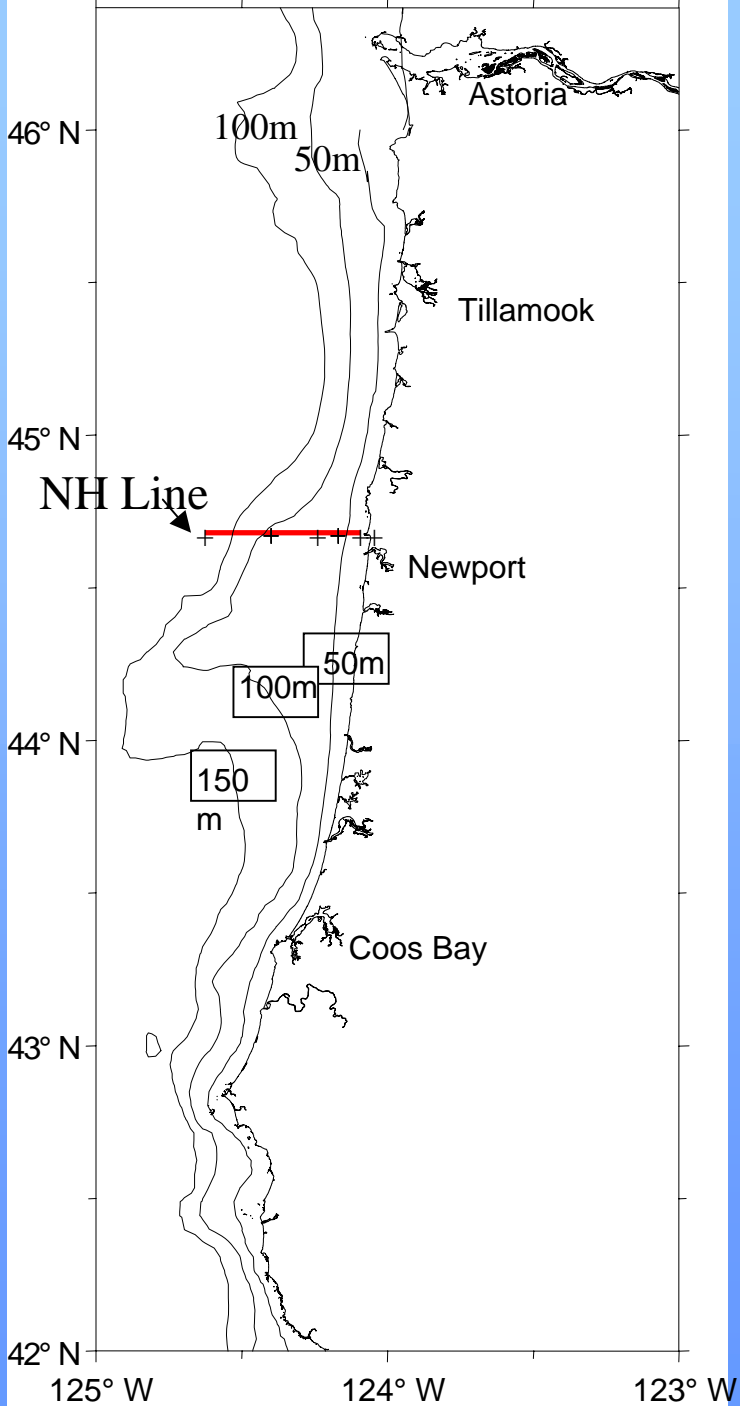 Astoria
100m
46° N
50m
Tillamook
45° N
NH Line
Newport
50m
100m
44° N
150
m
Coos Bay
43° N
42° N
125° W
124° W
123° W